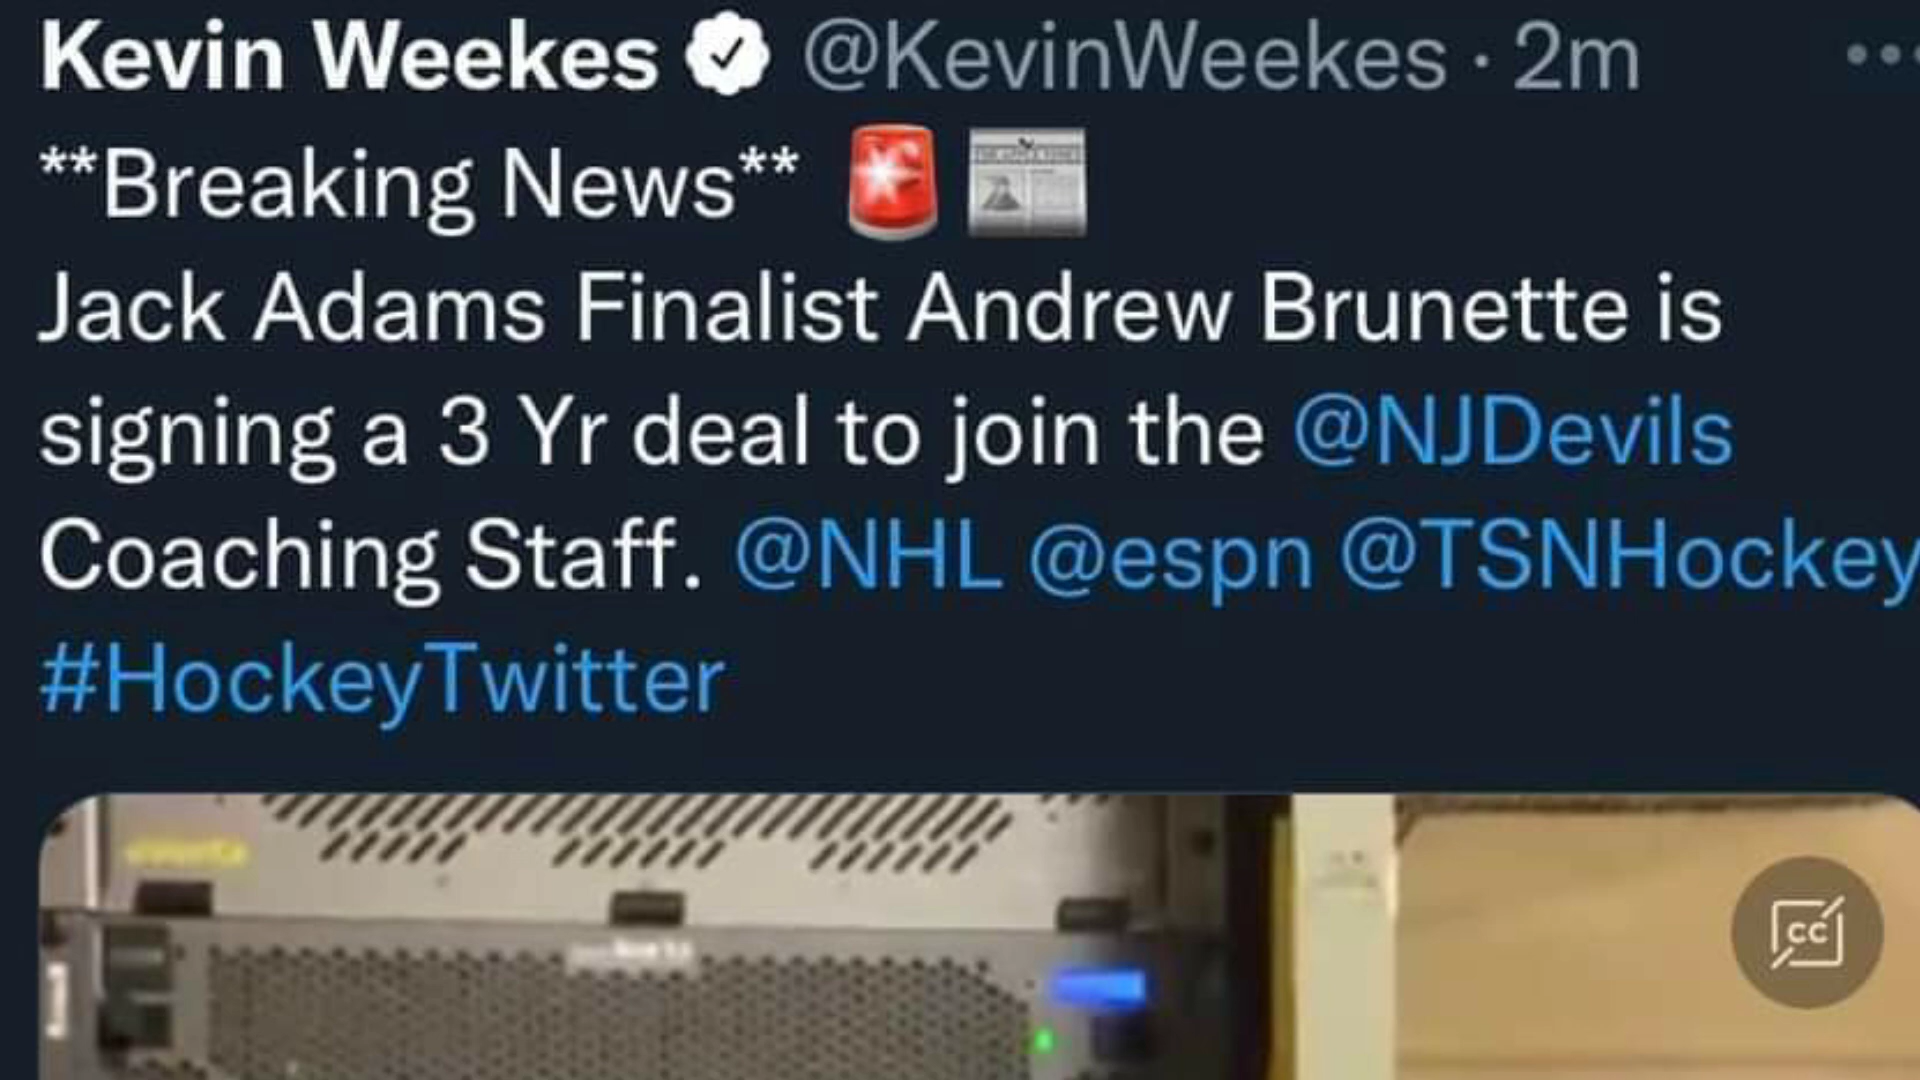 Kevin Weekes @KevinWeekes · 2m
**Breaking News** 🚨 📰
Jack Adams Finalist Andrew Brunette is
signing a 3 Yr deal to join the @NJDevils
Coaching Staff. @NHL @espn @TSNHockey
#HockeyTwitter
CC